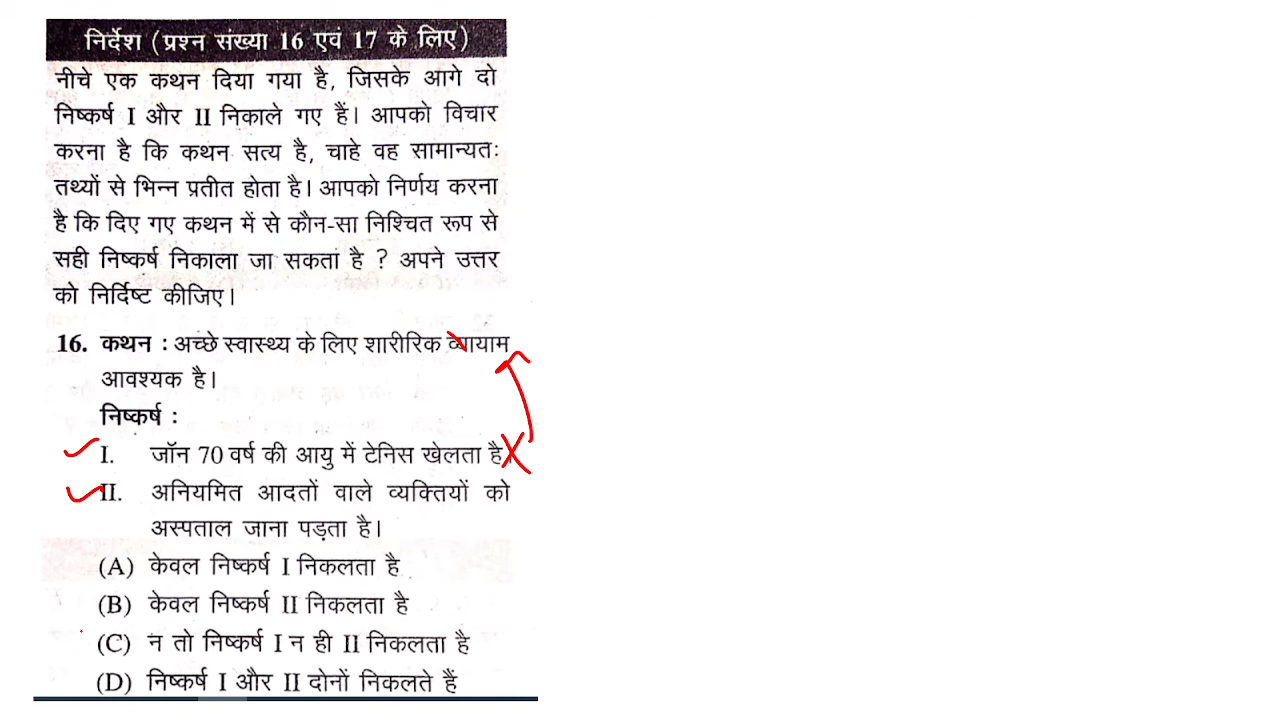 निर्देश (प्रश्न संख्या 16 एवं 17 के लिए)
नीचे एक कथन दिया गया है, जिसके आगे दो
निष्कर्ष I और II निकाले गए हैं। आपको विचार
करना है कि कथन सत्य है, चाहे वह सामान्यतः
तथ्यों से भिन्न प्रतीत होता है। आपको निर्णय करना
है कि दिए गए कथन में से कौन-सा निश्चित रूप से
सही निष्कर्ष निकाला जा सकता है ? अपने उत्तर
को निर्दिष्ट कीजिए।
16. कथन : अच्छे स्वास्थ्य के लिए शारीरिक व्यायाम
आवश्यक है।
निष्कर्ष :
I. जॉन 70 वर्ष की आयु में टेनिस खेलता है।
II. अनियमित आदतों वाले व्यक्तियों को
अस्पताल जाना पड़ता है।
(A) केवल निष्कर्ष I निकलता है
(B) केवल निष्कर्ष II निकलता है
(C) न तो निष्कर्ष I न ही II निकलता है
(D) निष्कर्ष I और II दोनों निकलते हैं